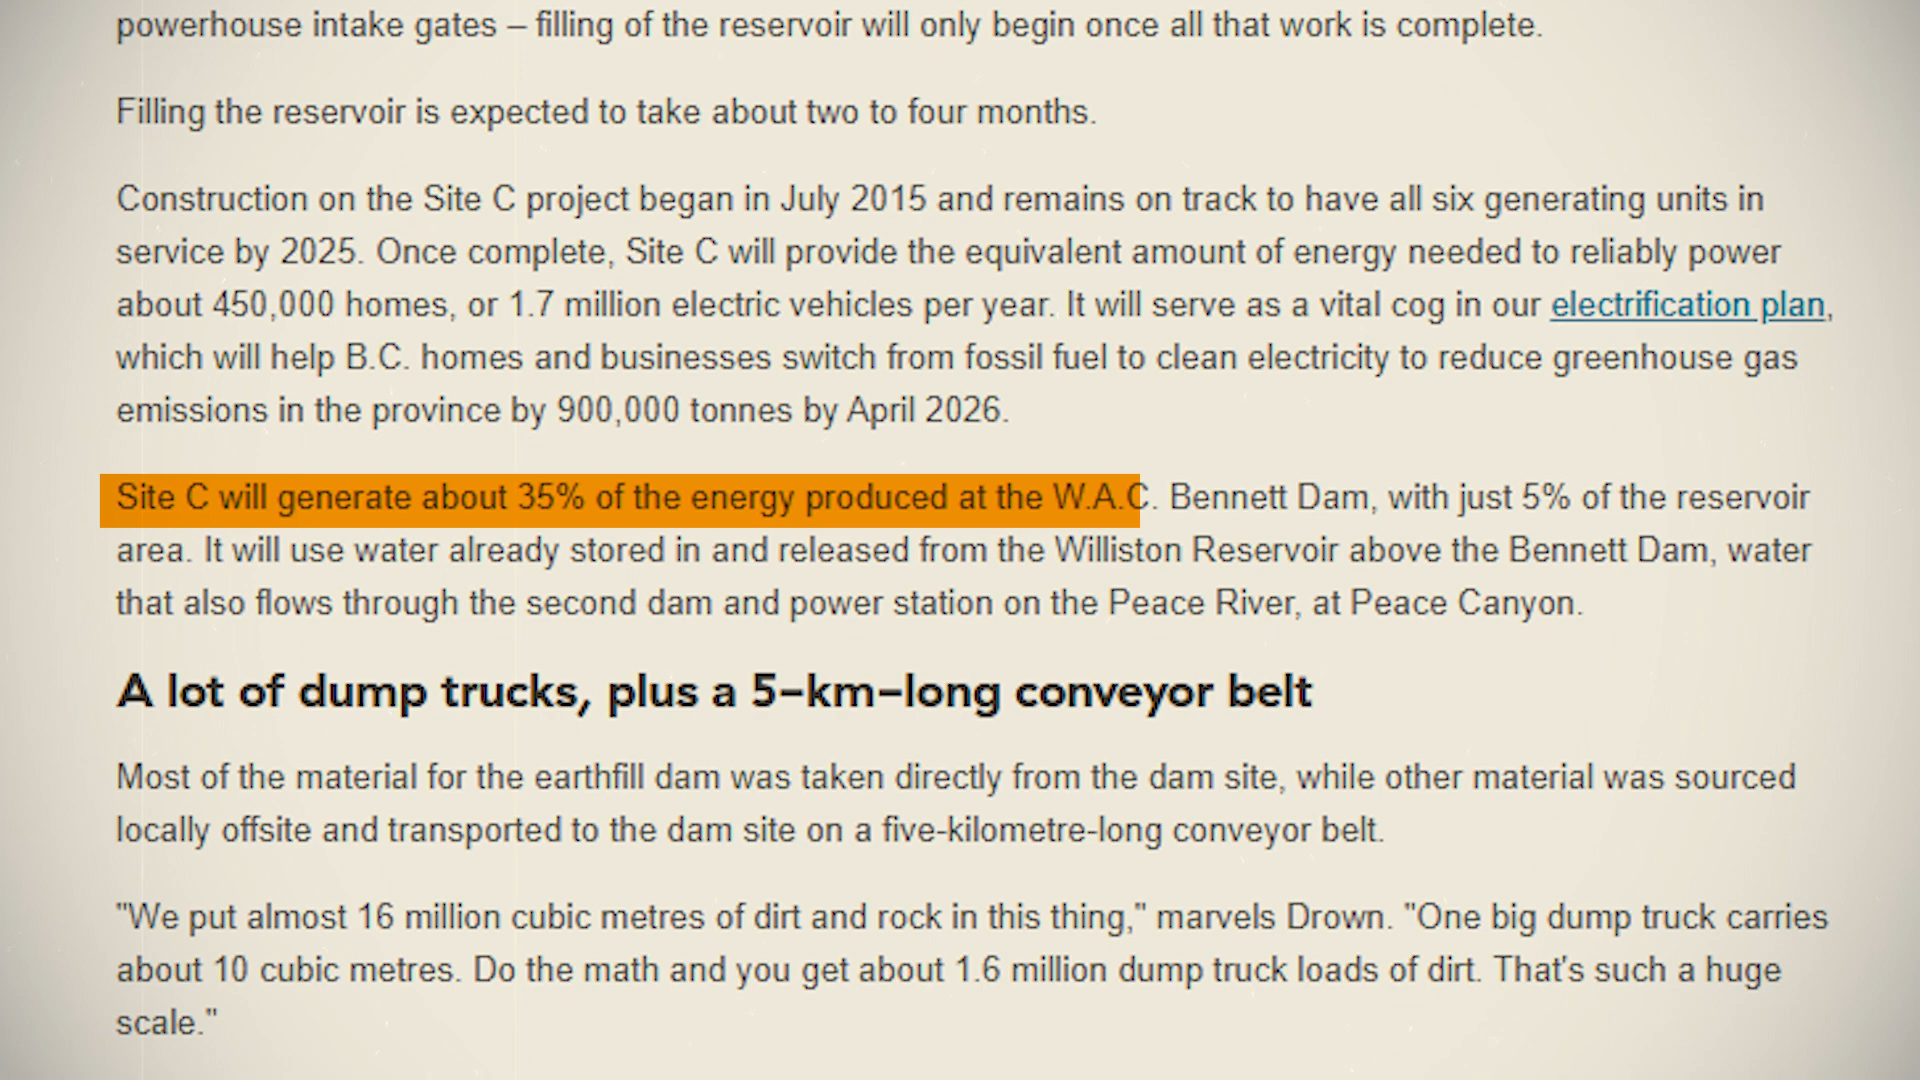 powerhouse intake gates – filling of the reservoir will only begin once all that work is complete.
Filling the reservoir is expected to take about two to four months.
Construction on the Site C project began in July 2015 and remains on track to have all six generating units in
service by 2025. Once complete, Site C will provide the equivalent amount of energy needed to reliably power
about 450,000 homes, or 1.7 million electric vehicles per year. It will serve as a vital cog in our electrification plan,
which will help B.C. homes and businesses switch from fossil fuel to clean electricity to reduce greenhouse gas
emissions in the province by 900,000 tonnes by April 2026.
Site C will generate about 35% of the energy produced at the W.A.C. Bennett Dam, with just 5% of the reservoir
area. It will use water already stored in and released from the Williston Reservoir above the Bennett Dam, water
that also flows through the second dam and power station on the Peace River, at Peace Canyon.
A lot of dump trucks, plus a 5-km-long conveyor belt
Most of the material for the earthfill dam was taken directly from the dam site, while other material was sourced
locally offsite and transported to the dam site on a five-kilometre-long conveyor belt.
"We put almost 16 million cubic metres of dirt and rock in this thing," marvels Drown. "One big dump truck carries
about 10 cubic metres. Do the math and you get about 1.6 million dump truck loads of dirt. That's such a huge
scale."